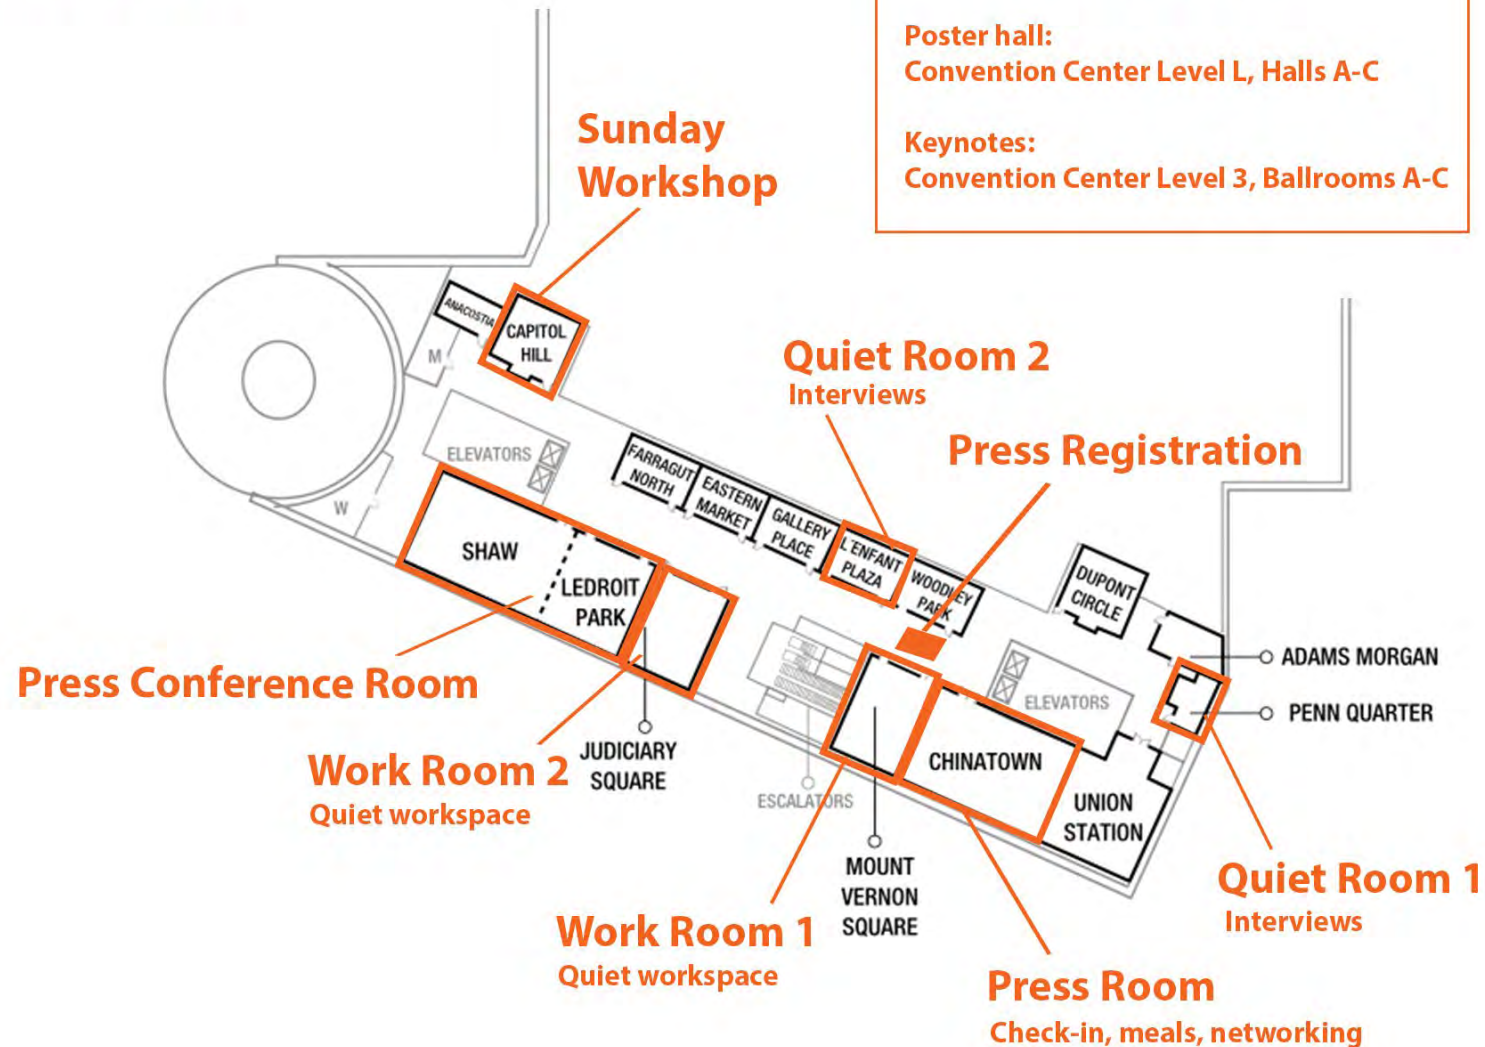 Poster hall:
Convention Center Level L, Halls A-C
Keynotes:
Convention Center Level 3, Ballrooms A-C
Sunday
Workshop
ANACOSTIA
CAPITOL
HILL
M
Quiet Room 2
Interviews
Press Registration
ELEVATORS
FARRAGUT
NORTH
EASTERN
MARKET
GALLERY
PLACE
L'ENFANT
PLAZA
WOODLEY
PARK
DUPONT
CIRCLE
W
SHAW
LEDROIT
PARK
ADAMS MORGAN
PENN QUARTER
ELEVATORS
Press Conference Room
JUDICIARY
SQUARE
Work Room 2
Quiet workspace
ESCALATORS
CHINATOWN
UNION
STATION
MOUNT
VERNON
SQUARE
Quiet Room 1
Interviews
Work Room 1
Quiet workspace
Press Room
Check-in, meals, networking